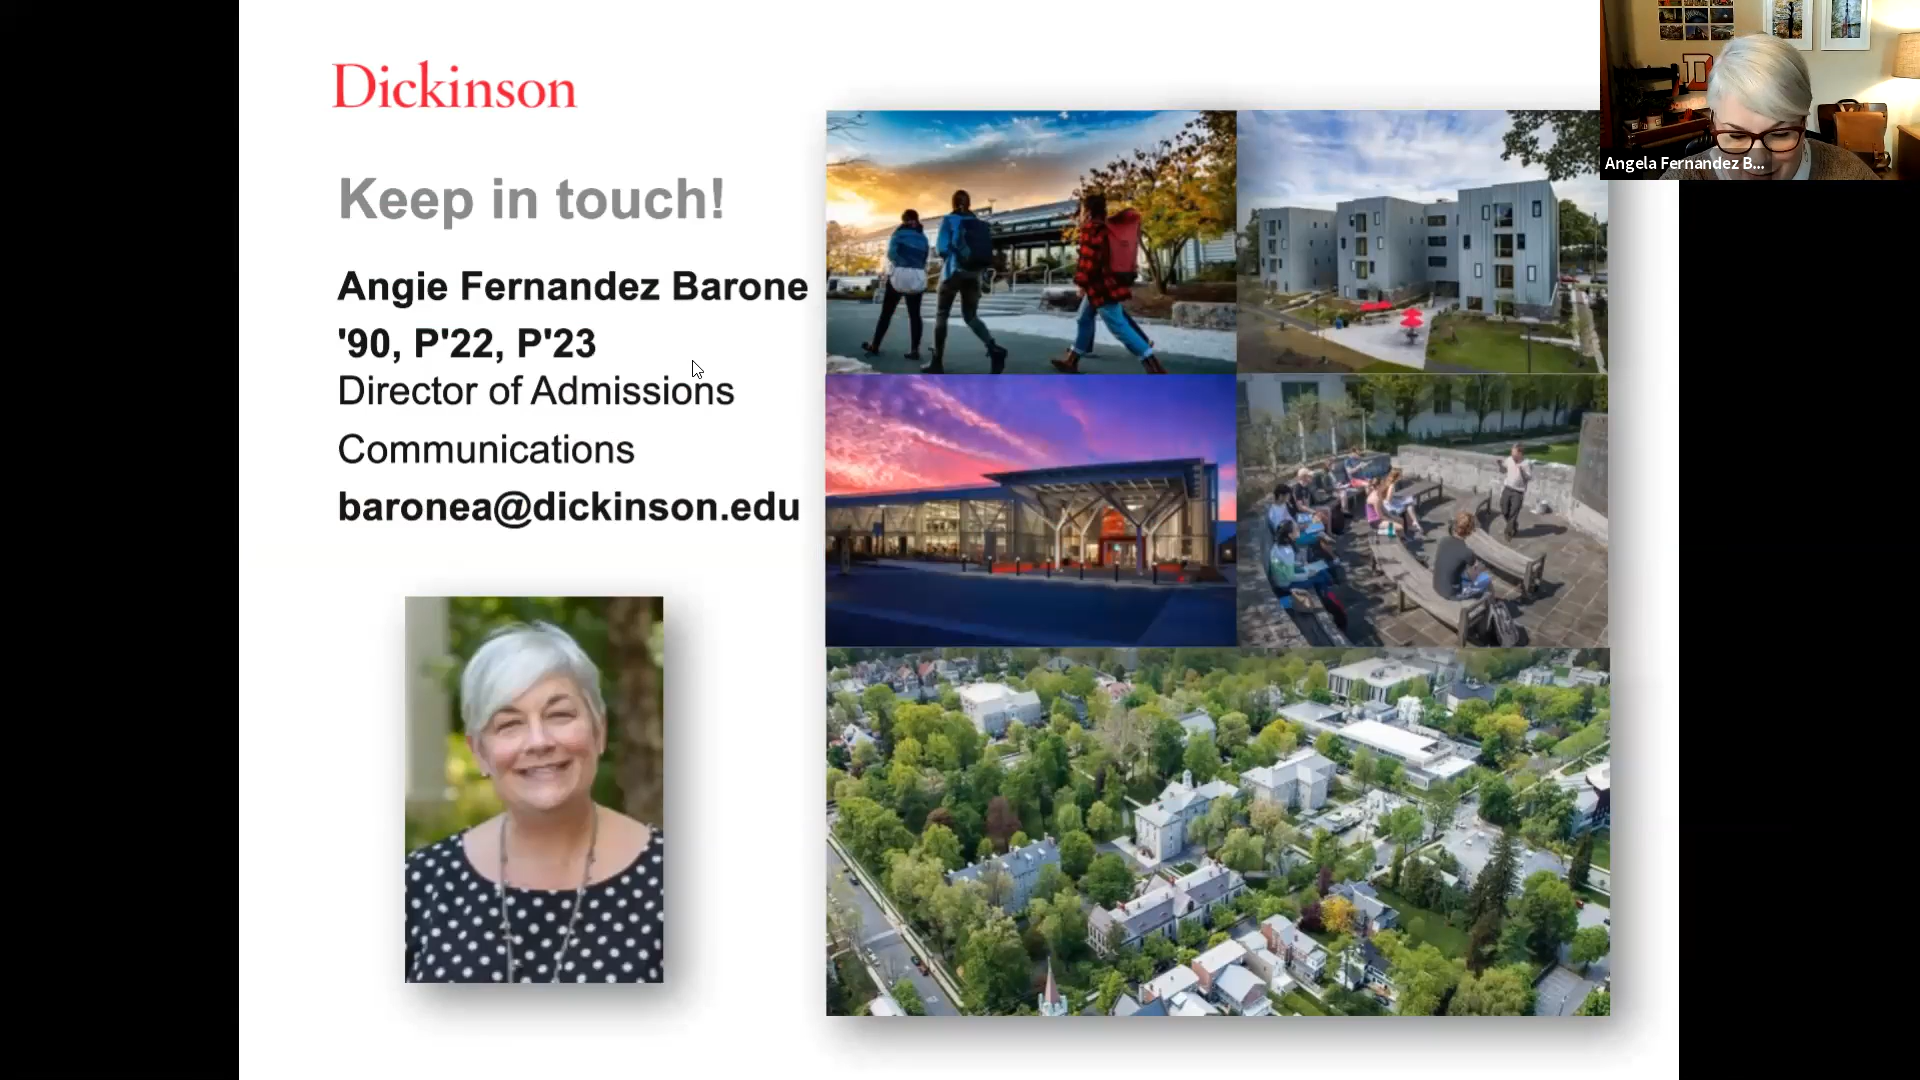 Dickinson
Keep in touch!
Angie Fernandez Barone
'90, P'22, P'23
Director of Admissions
Communications
baronea@dickinson.edu
Angela Fernandez B...